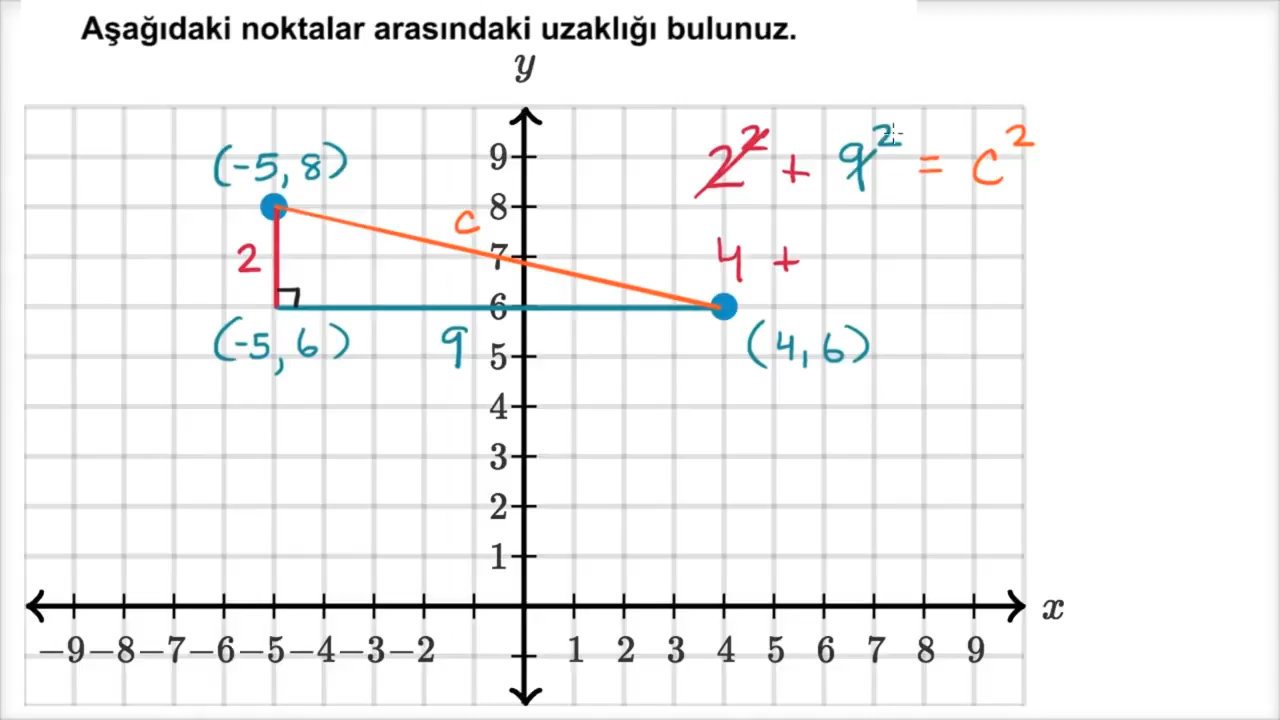 Aşağıdaki noktalar arasındaki uzaklığı bulunuz.
y
(-5, 8)
2² + 9² = c²
9
8
c
7
2
4 +
6
(-5, 6)
9
5
(4, 6)
4
3
2
1
x
−9 −8 −7 −6 −5 −4 −3 −2 1 2 3 4 5 6 7 8 9